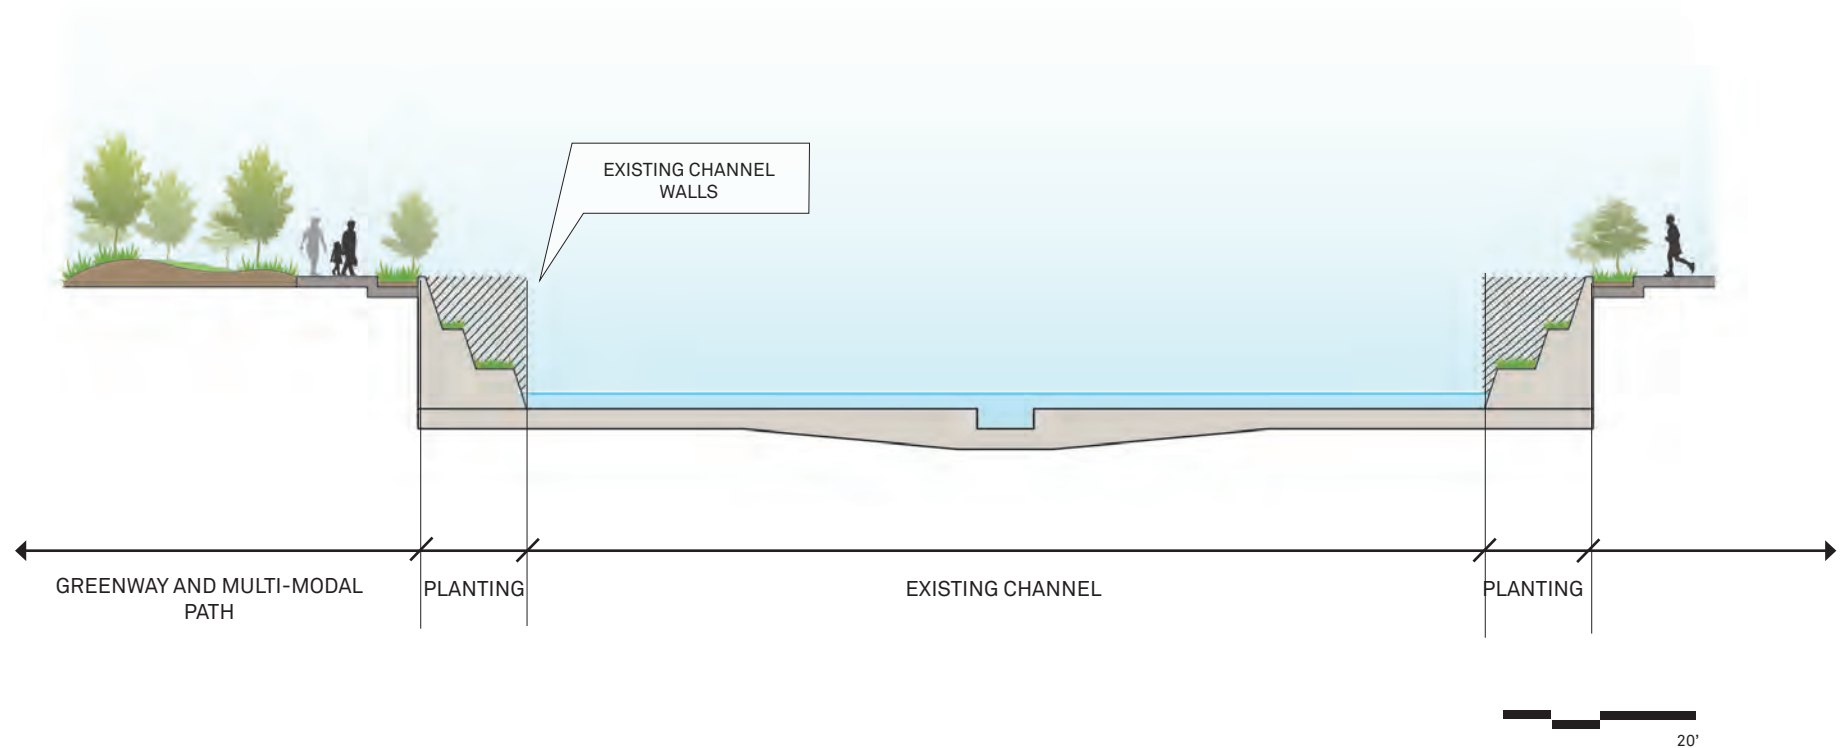 EXISTING CHANNEL
WALLS
GREENWAY AND MULTI-MODAL
PATH
PLANTING
EXISTING CHANNEL
PLANTING
20'